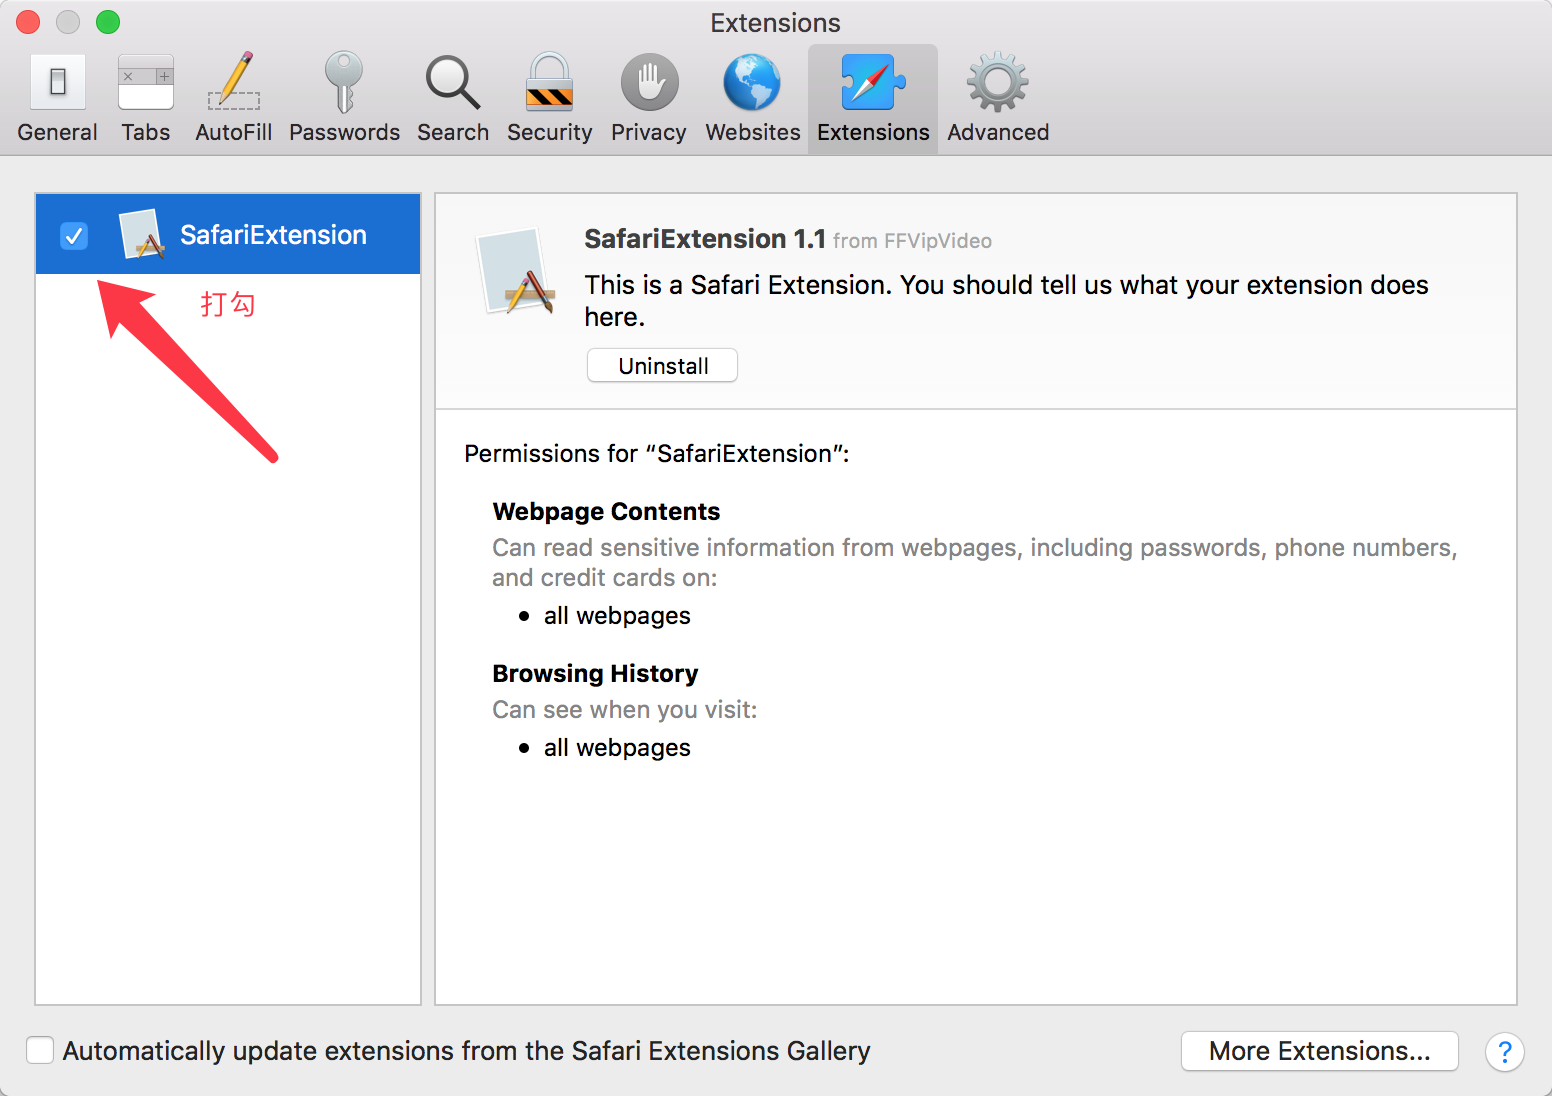 Extensions
General
Tabs
AutoFill
Passwords
Search
Security
Privacy
Websites
Extensions
Advanced
SafariExtension
打勾
SafariExtension 1.1 from FFVipVideo
This is a Safari Extension. You should tell us what your extension does
here.
Uninstall
Permissions for “SafariExtension”:
Webpage Contents
Can read sensitive information from webpages, including passwords, phone numbers,
and credit cards on:
• all webpages
Browsing History
Can see when you visit:
• all webpages
Automatically update extensions from the Safari Extensions Gallery
More Extensions...
?